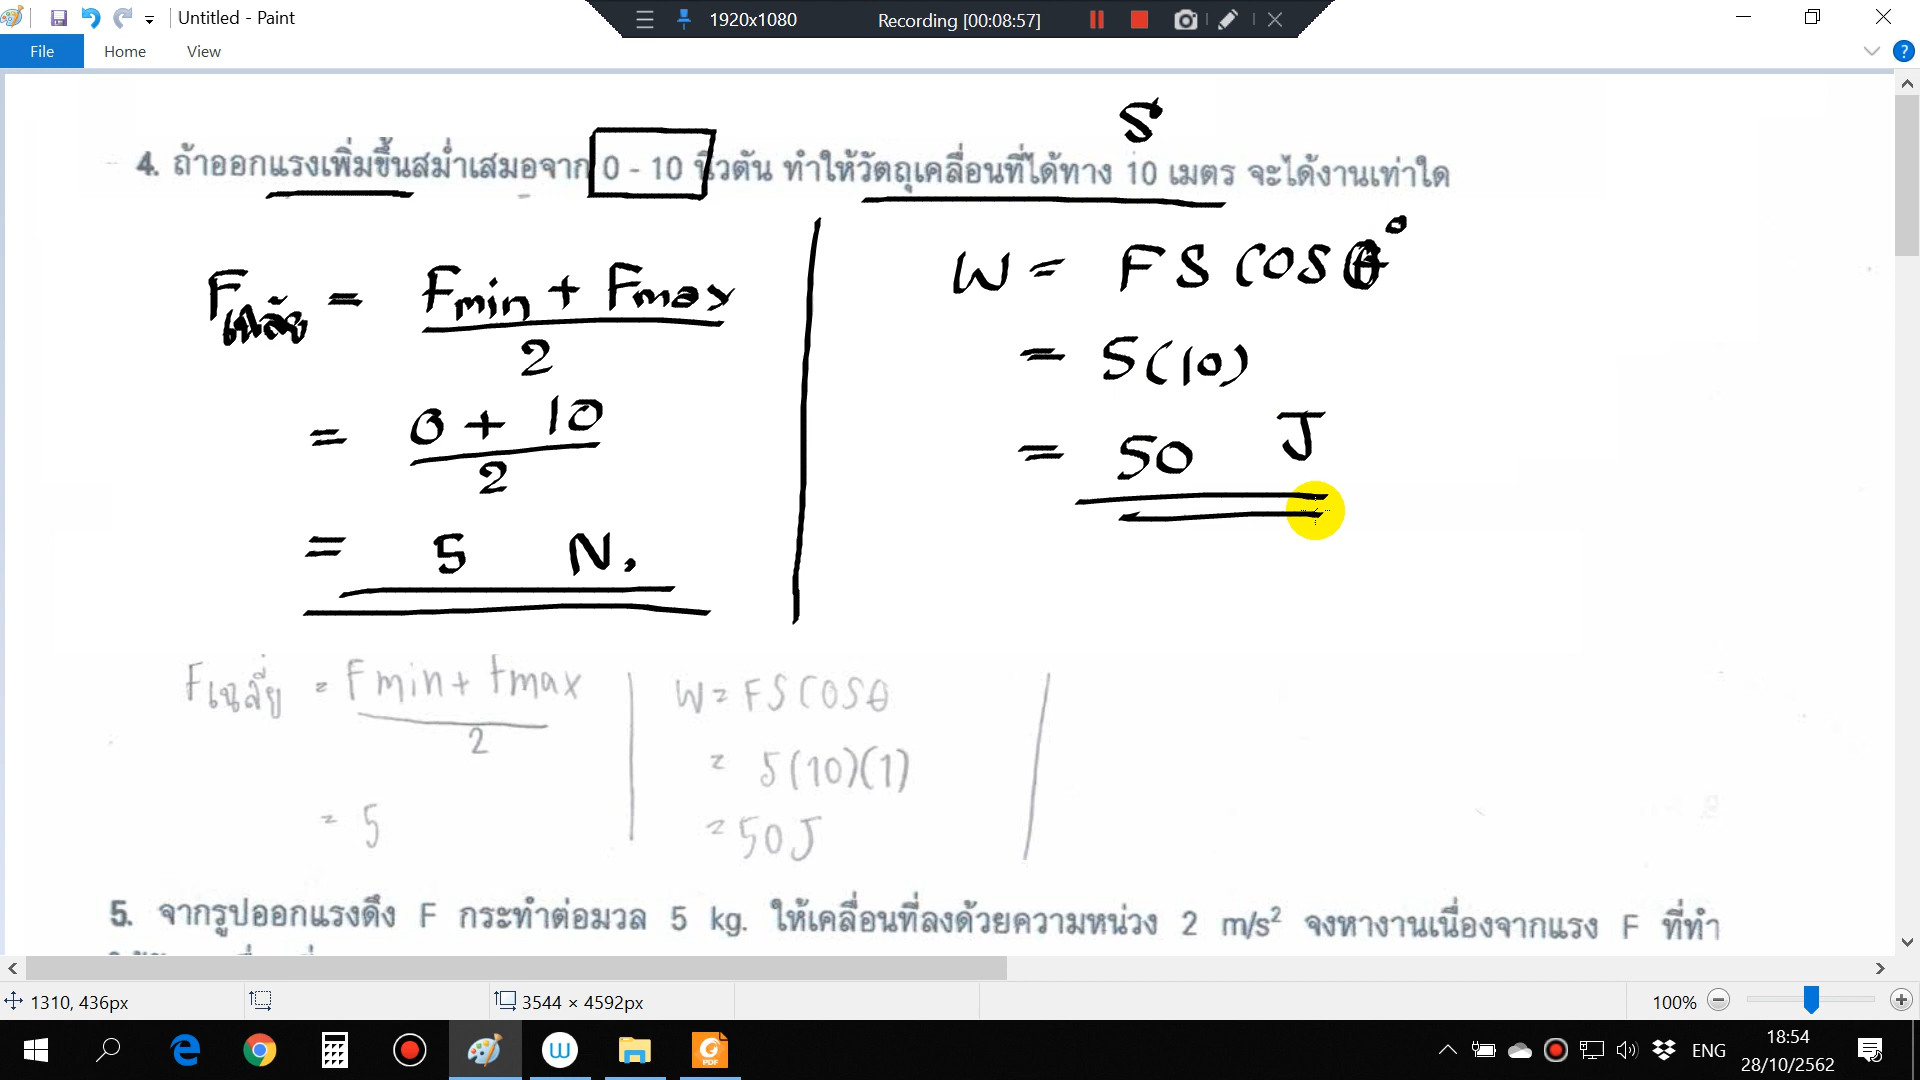 Untitled - Paint
1920x1080 Recording [00:08:57]
File Home View
S
4. ถ้าออกแรงเพิ่มขึ้นสม่ำเสมอจาก 0 - 10 นิวตัน ทำให้วัตถุเคลื่อนที่ได้ทาง 10 เมตร จะได้งานเท่าใด
Fเฉลี่ย = Fmin + Fmax
2
= 0 + 10
2
= 5 N.
W = FS COSθ°
= 5(10)
= 50 J
Fเฉลี่ย = Fmin + Fmax
2
= 5
W = FS COSθ
= 5(10)(1)
= 50J
5. จากรูปออกแรงดึง F กระทำต่อมวล 5 kg. ให้เคลื่อนที่ลงด้วยความหน่วง 2 m/s² จงหางานเนื่องจากแรง F ที่ทำ
1310, 436px 3544 × 4592px 100%
ENG 18:54
28/10/2562